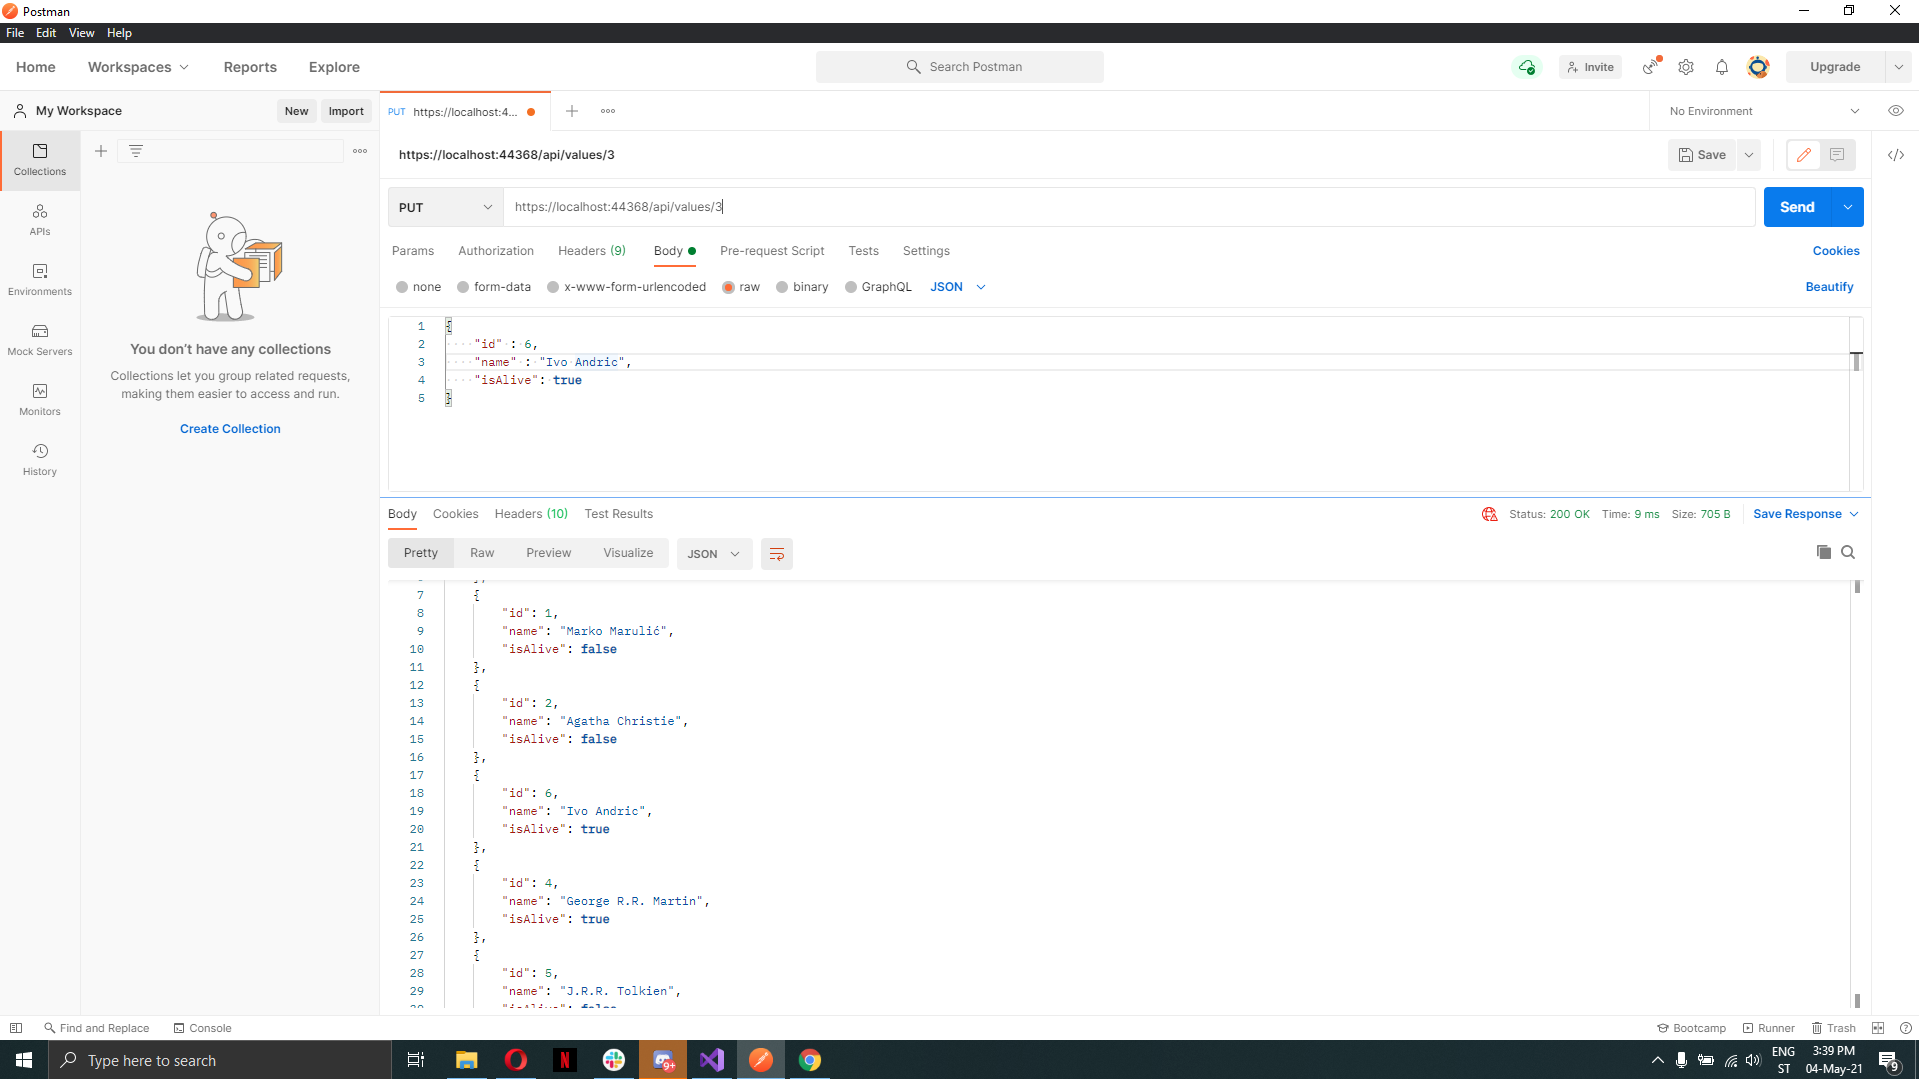 Postman
File Edit View Help
Home Workspaces Reports Explore Search Postman Invite Upgrade
My Workspace New Import PUT https://localhost:4... No Environment
Collections
APIs
Environments
Mock Servers
Monitors
History
You don't have any collections
Collections let you group related requests,
making them easier to access and run.
Create Collection
https://localhost:44368/api/values/3 Save
PUT https://localhost:44368/api/values/3 Send
Params Authorization Headers (9) Body Pre-request Script Tests Settings Cookies
none form-data x-www-form-urlencoded raw binary GraphQL JSON Beautify
1 {
2 "id" : 6,
3 "name" : "Ivo Andric",
4 "isAlive": true
5 }
Body Cookies Headers (10) Test Results Status: 200 OK Time: 9 ms Size: 705 B Save Response
Pretty Raw Preview Visualize JSON
7 {
8 "id": 1,
9 "name": "Marko Marulić",
10 "isAlive": false
11 },
12 {
13 "id": 2,
14 "name": "Agatha Christie",
15 "isAlive": false
16 },
17 {
18 "id": 6,
19 "name": "Ivo Andric",
20 "isAlive": true
21 },
22 {
23 "id": 4,
24 "name": "George R.R. Martin",
25 "isAlive": true
26 },
27 {
28 "id": 5,
29 "name": "J.R.R. Tolkien",
Find and Replace Console Bootcamp Runner Trash
Type here to search N 9+ ENG 3:39 PM
ST 04-May-21 9